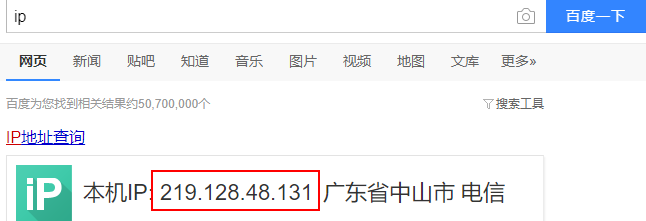 ip 百度一下
网页 新闻 贴吧 知道 音乐 图片 视频 地图 文库 更多»
百度为您找到相关结果约50,700,000个 搜索工具
IP地址查询
iP 本机IP: 219.128.48.131 广东省中山市 电信